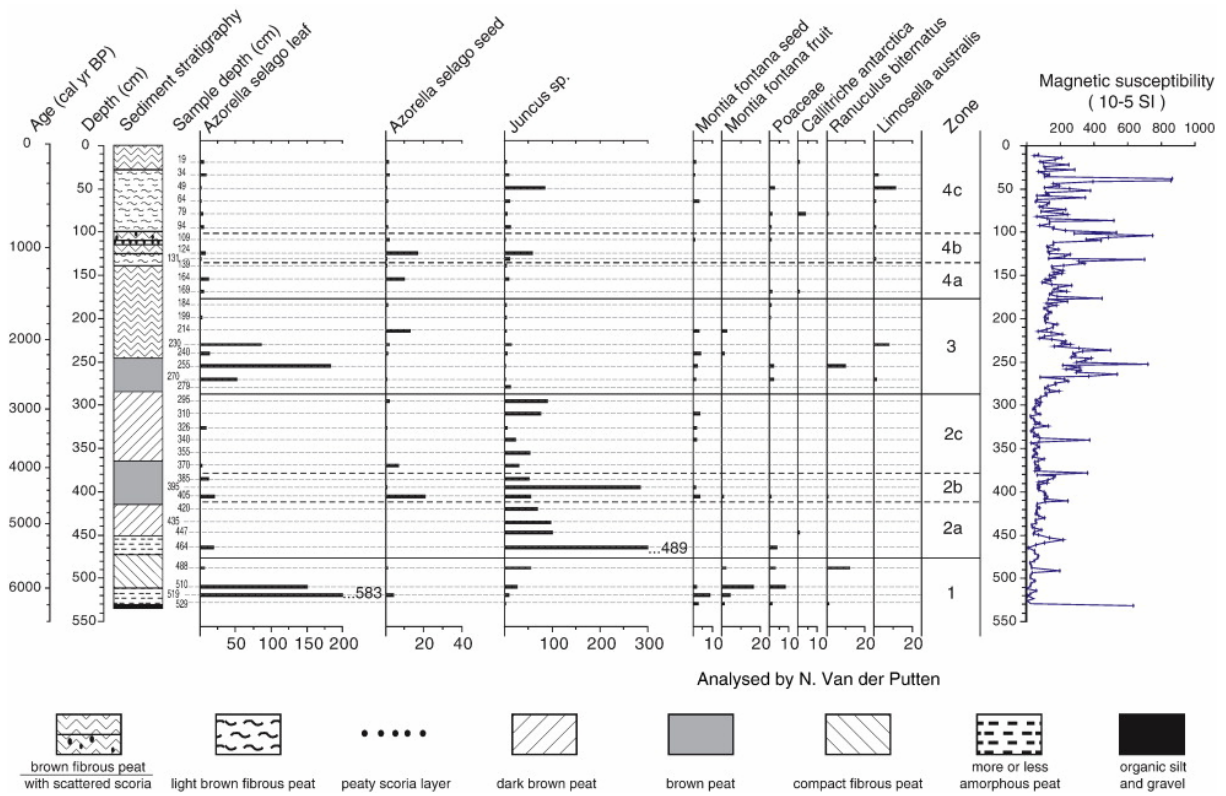 Age (cal yr BP)
Depth (cm)
Sediment stratigraphy
Sample depth (cm)
Azorella selago leaf
Azorella selago seed
Juncus sp.
Montia fontana seed
Montia fontana fruit
Poaceae
Callitriche antarctica
Ranuculus biternatus
Limosella australis
Zone
Magnetic susceptibility
( 10-5 SI )
200 400 600 800 1000
0
1000
2000
3000
4000
5000
6000
0
50
100
150
200
250
300
350
400
450
500
550
19
34
49
64
79
94
109
124
131
139
164
169
184
199
214
230
240
255
270
279
295
310
326
340
355
370
385
395
405
420
435
447
464
488
510
519
529
...489
...583
4c
4b
4a
3
2c
2b
2a
1
0
50
100
150
200
250
300
350
400
450
500
550
50 100 150 200
20 40
100 200 300
10
20
10
10
20
20
Analysed by N. Van der Putten
brown fibrous peat
with scattered scoria
light brown fibrous peat
peaty scoria layer
dark brown peat
brown peat
compact fibrous peat
more or less
amorphous peat
organic silt
and gravel